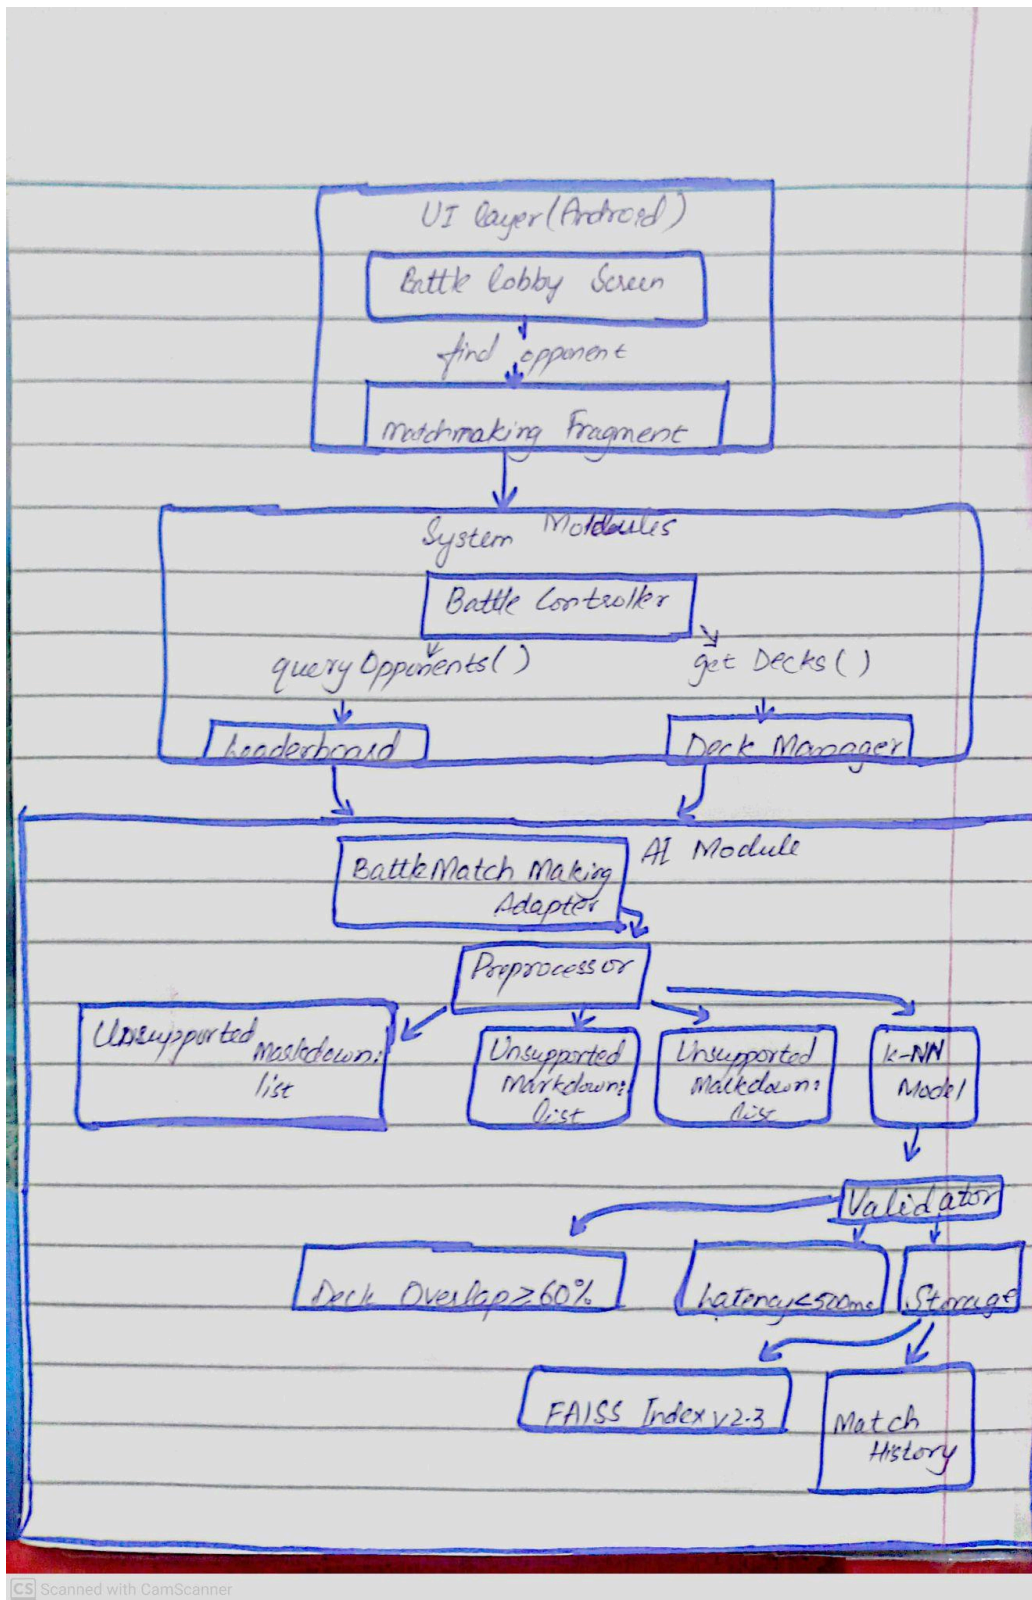 UI layer (Android)
Battle lobby Screen
find opponent
Matchmaking Fragment
System Modules
Battle Controller
queryOpponents()
get Decks()
Leaderboard
Deck Manager
AI Module
BattleMatch Making
Adapter
Preprocessor
Unsupported
Markdown:
list
Unsupported
Markdown:
list
Unsupported
Markdown:
list
k-NN
Model
Validator
Deck Overlap ≥ 60%
Latency < 500ms
Storage
FAISS Index v2.3
Match
History
CS Scanned with CamScanner